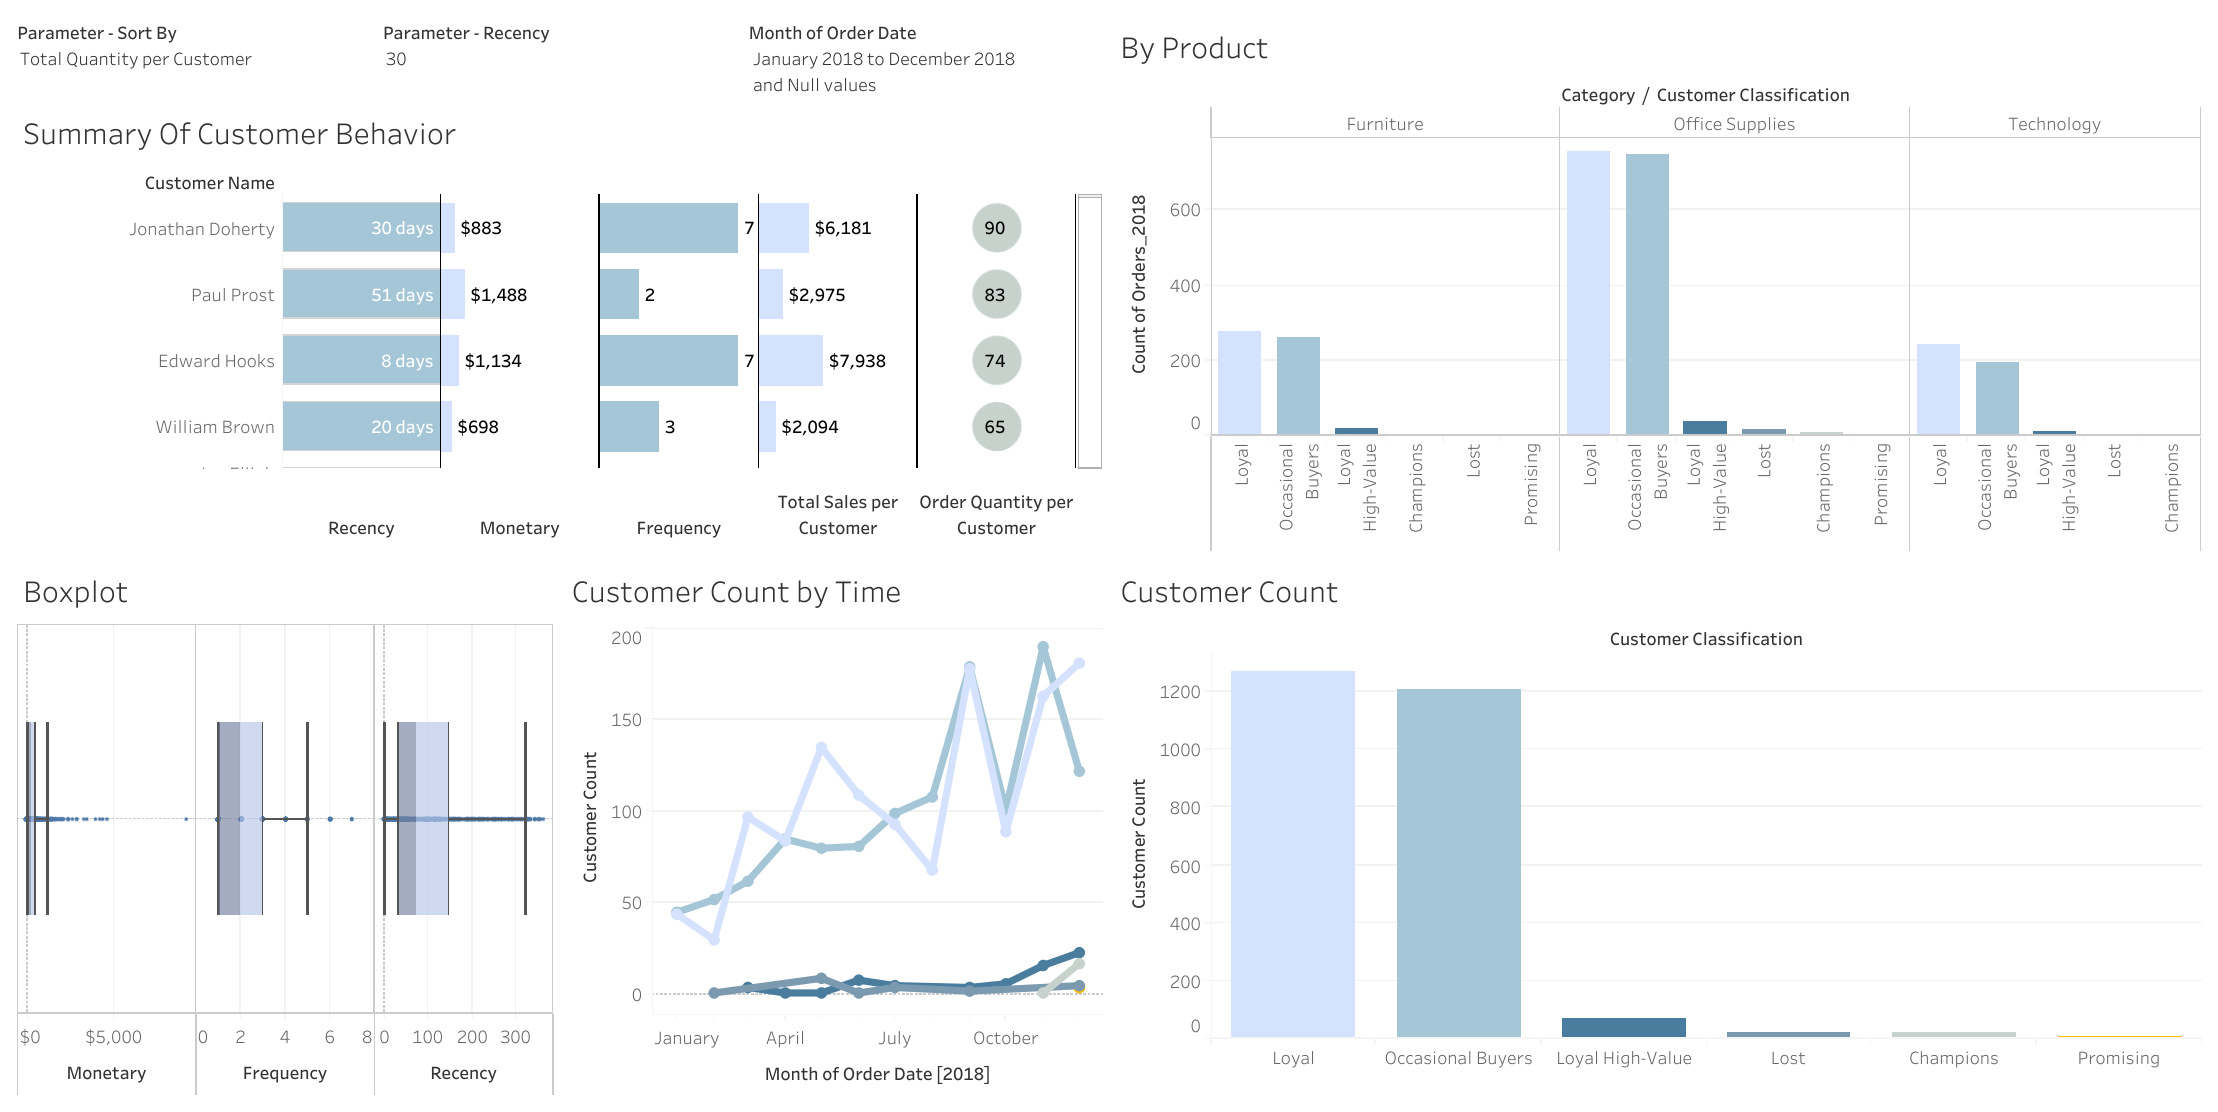 Parameter - Sort By
Total Quantity per Customer
Parameter - Recency
30
Month of Order Date
January 2018 to December 2018
and Null values
Summary Of Customer Behavior
Customer Name
Jonathan Doherty
30 days
$883
7
$6,181
90
Paul Prost
51 days
$1,488
2
$2,975
83
Edward Hooks
8 days
$1,134
7
$7,938
74
William Brown
20 days
$698
3
$2,094
65
Recency
Monetary
Frequency
Total Sales per
Customer
Order Quantity per
Customer
By Product
Category / Customer Classification
Furniture
Office Supplies
Technology
Count of Orders_2018
600
400
200
0
Loyal
Occasional
Buyers
Loyal
High-Value
Champions
Lost
Promising
Loyal
Occasional
Buyers
Loyal
High-Value
Lost
Champions
Promising
Loyal
Occasional
Buyers
Loyal
High-Value
Lost
Champions
Boxplot
$0
$5,000
Monetary
0
2
4
6
8
Frequency
0
100
200
300
Recency
Customer Count by Time
Customer Count
200
150
100
50
0
January
April
July
October
Month of Order Date [2018]
Customer Count
Customer Classification
Customer Count
1200
1000
800
600
400
200
0
Loyal
Occasional Buyers
Loyal High-Value
Lost
Champions
Promising